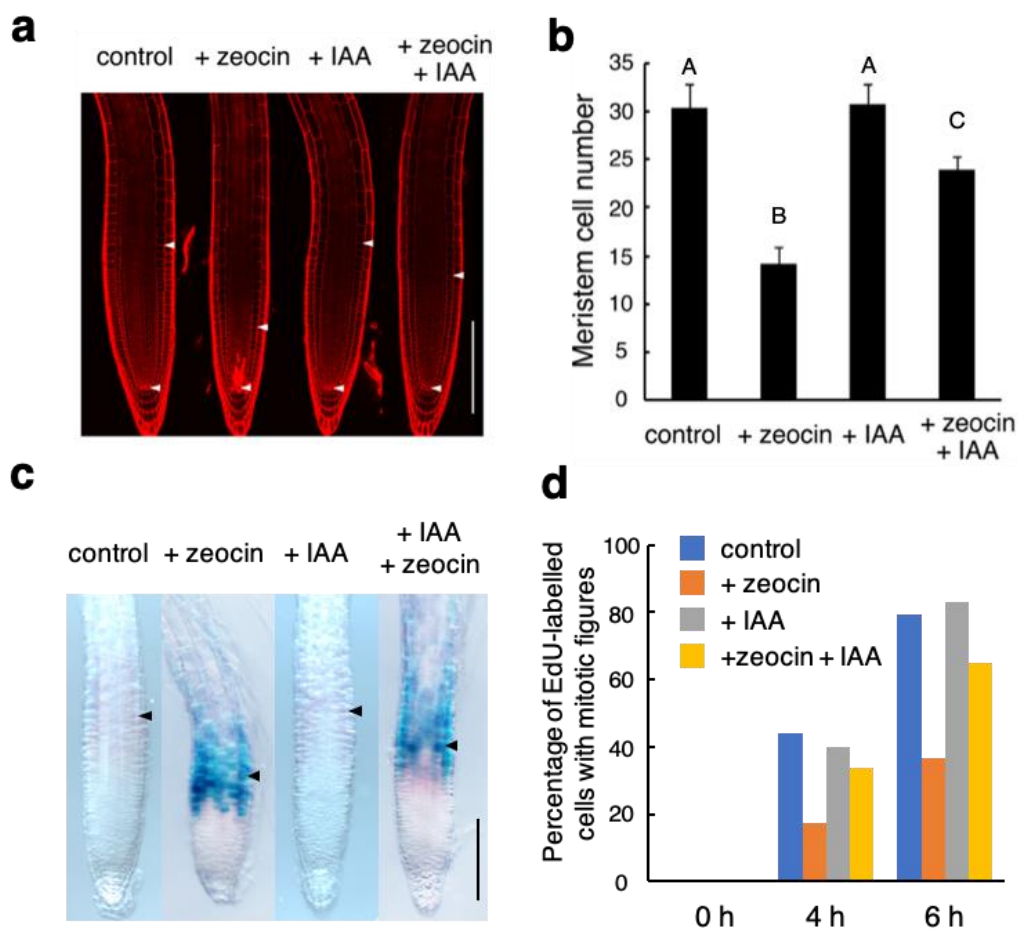 a
control + zeocin + IAA + zeocin
+ IAA
b
Meristem cell number
35
30
25
20
15
10
5
0
A
B
A
C
control + zeocin + IAA + zeocin
+ IAA
c
control + zeocin + IAA + IAA
+ zeocin
d
Percentage of EdU-labelled
cells with mitotic figures
100
80
60
40
20
0
control
+ zeocin
+ IAA
+zeocin + IAA
0 h 4 h 6 h